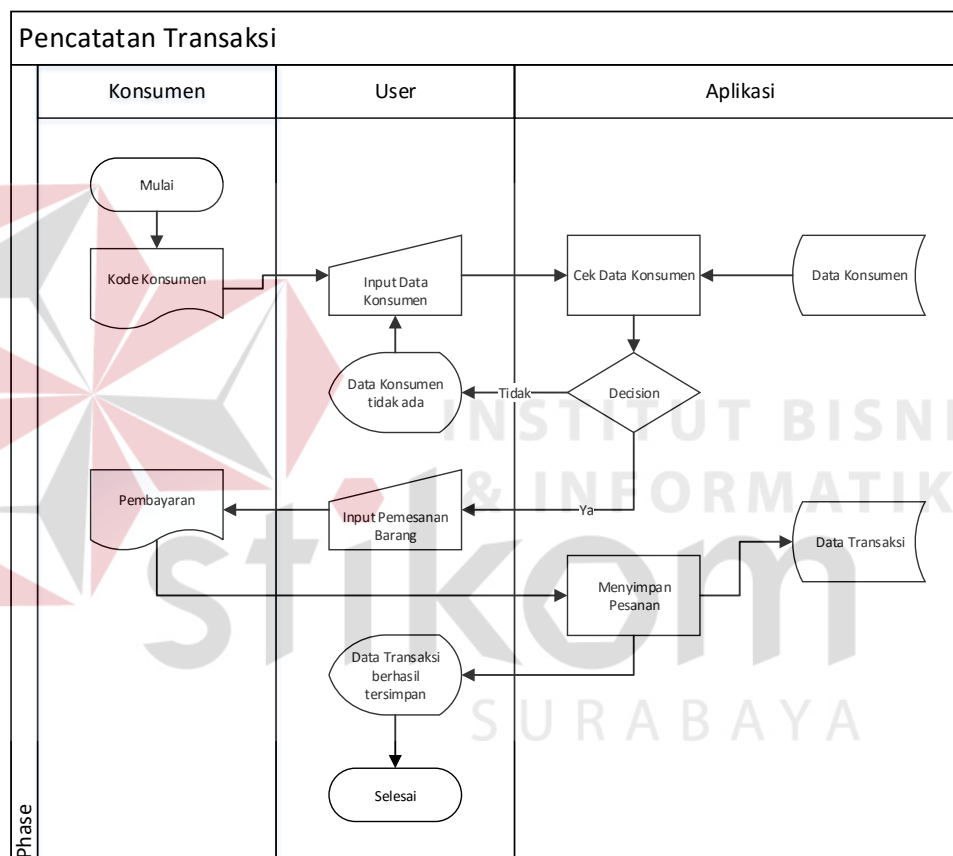 Pencatatan Transaksi
Konsumen
User
Aplikasi
Mulai
Kode Konsumen
Input Data
Konsumen
Cek Data Konsumen
Data Konsumen
Data Konsumen
tidak ada
Tidak
Decision
INSTITUT BISNI
& INFORMATIK
Pembayaran
Input Pemesanan
Barang
Ya
Data Transaksi
stikom
Menyimpan
Pesanan
Data Transaksi
berhasil
tersimpan
SURABAYA
Selesai
Phase